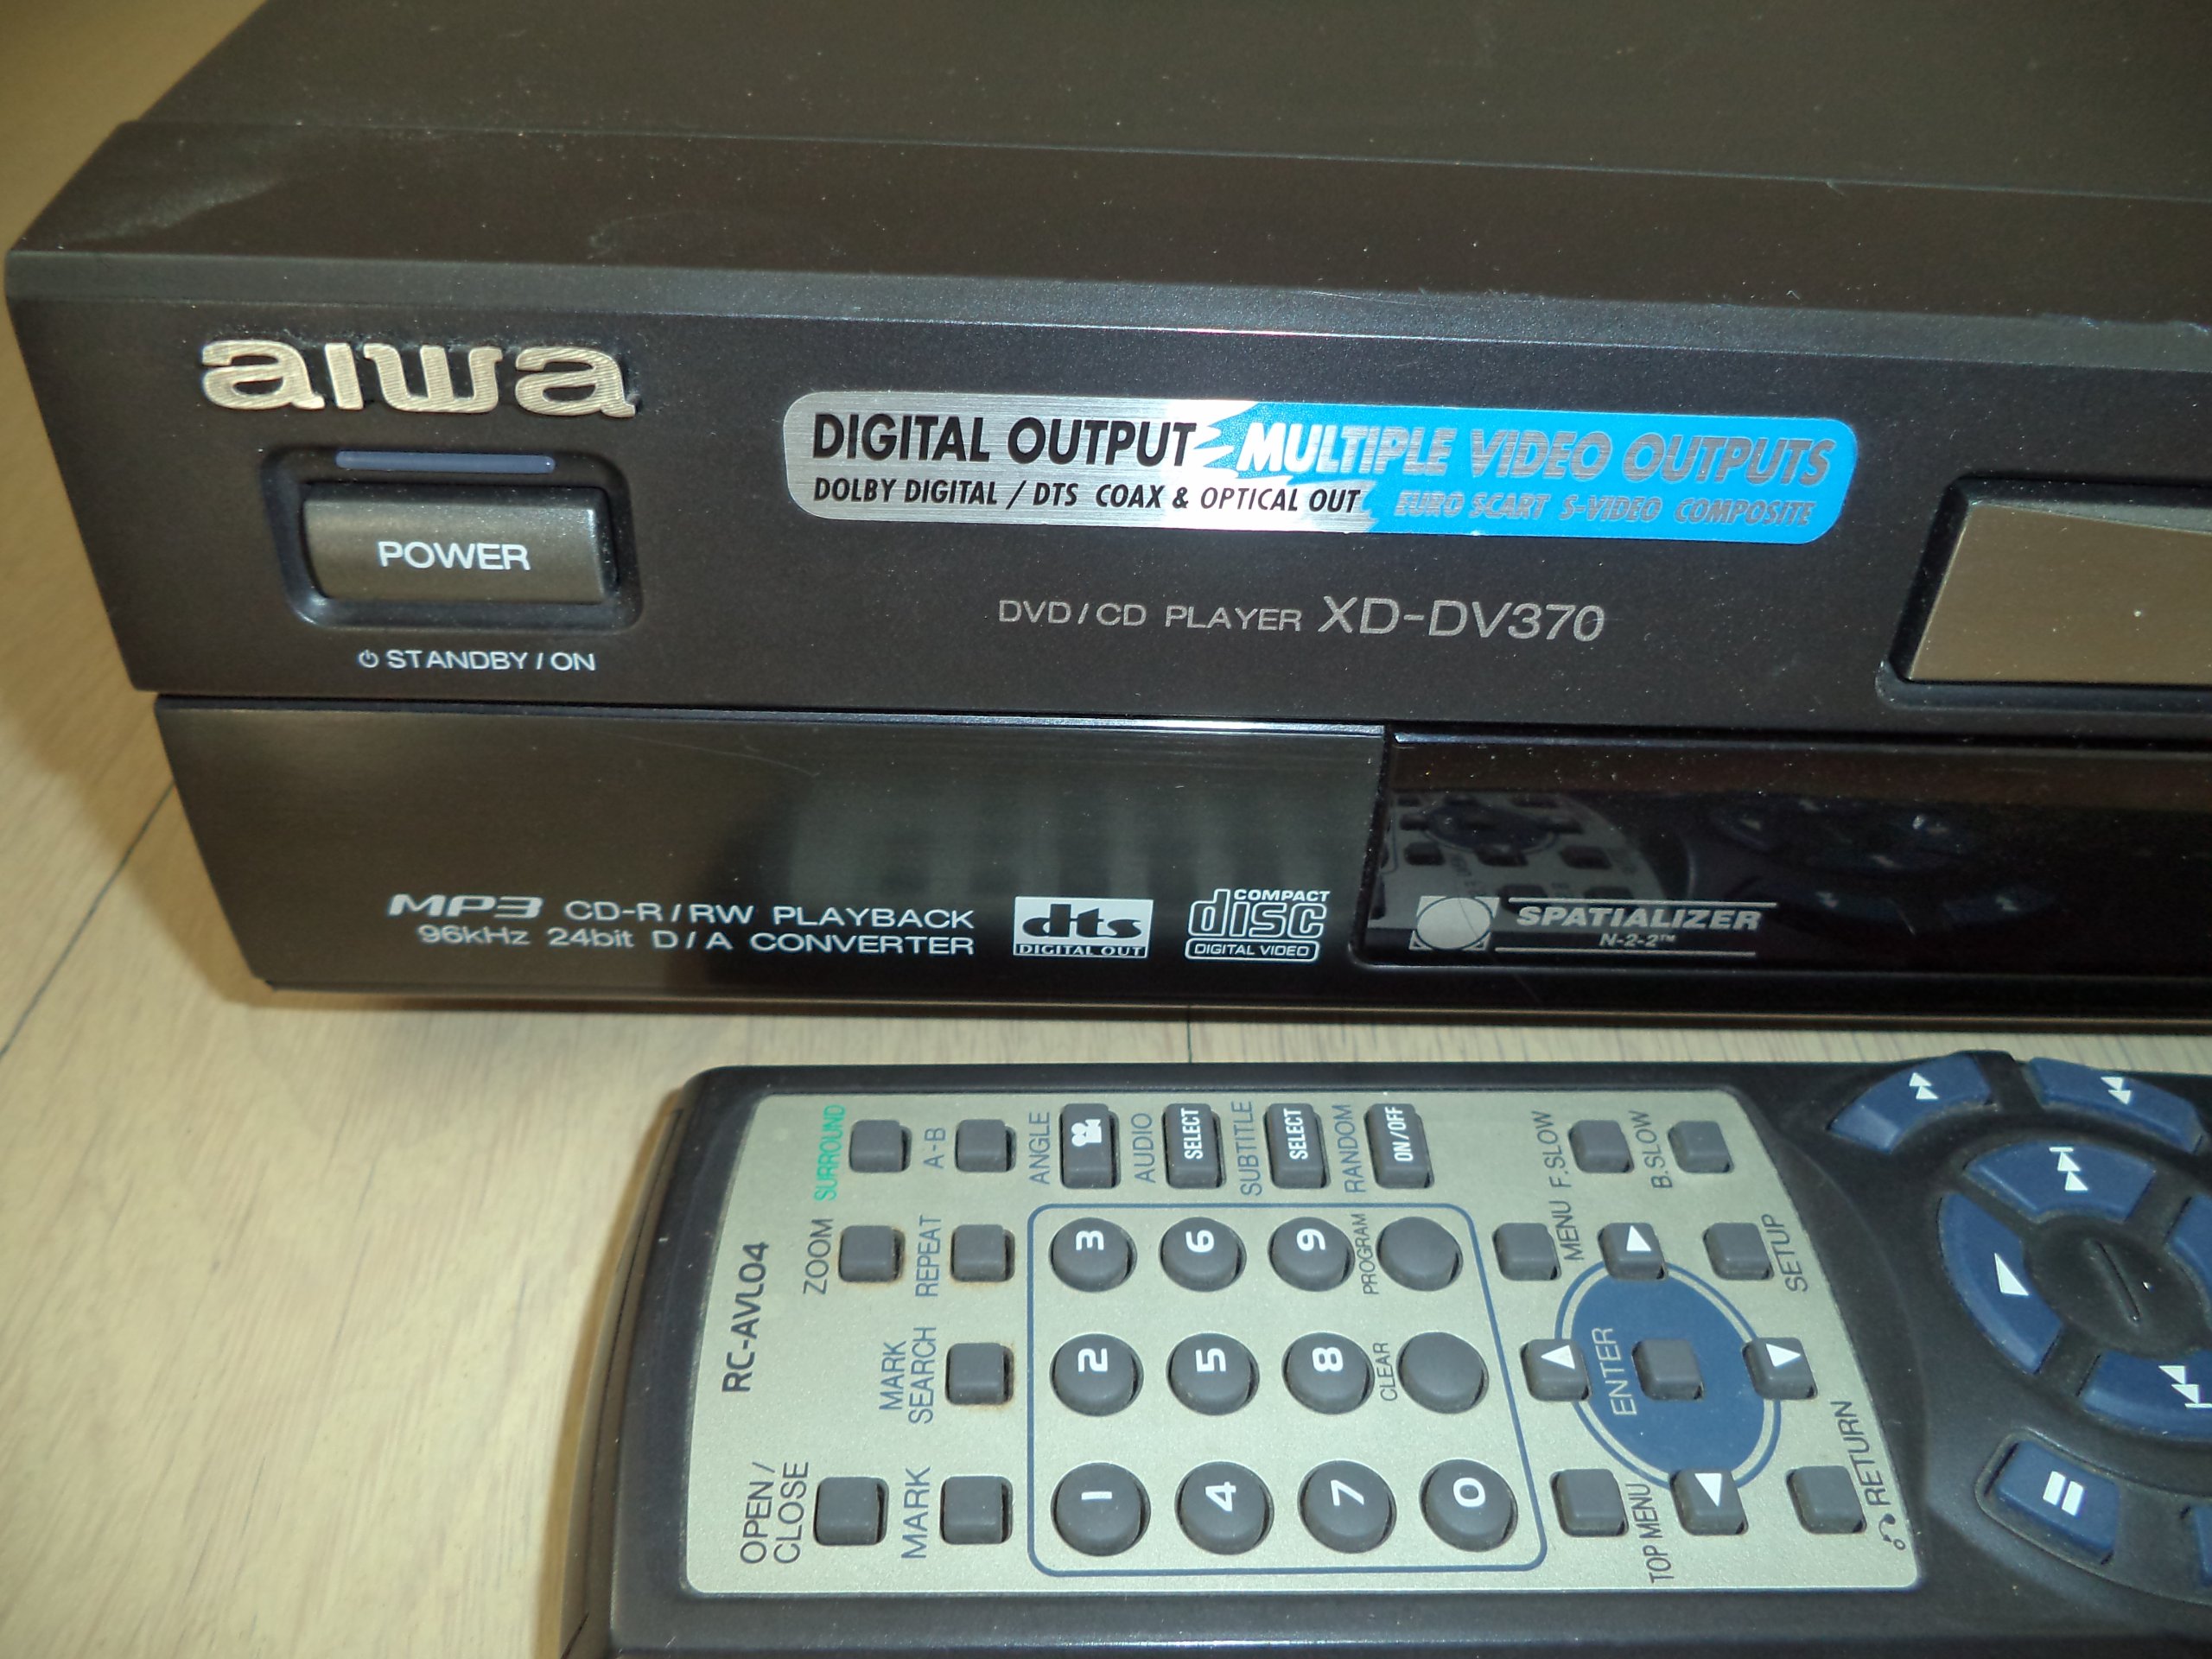 aiwa
DIGITAL OUTPUT MULTIPLE VIDEO OUTPUTS
DOLBY DIGITAL / DTS COAX & OPTICAL OUT EURO SCART S-VIDEO COMPOSITE
POWER
DVD/CD PLAYER XD-DV370
STANDBY/ON
MP3 CD-R/RW PLAYBACK
96kHz 24bit D/A CONVERTER
dts
DIGITAL OUT
COMPACT
disc
DIGITAL VIDEO
SPATIALIZER
N-2-2™
RC-AVL04
OPEN/
CLOSE
ZOOM
SURROUND
MARK
MARK
SEARCH
REPEAT
A-B
ANGLE
AUDIO
SELECT
SUBTITLE
SELECT
RANDOM
ON/OFF
1
2
3
4
5
6
7
8
9
0
CLEAR
PROGRAM
TOP MENU
MENU
F.SLOW
B.SLOW
ENTER
RETURN
SETUP